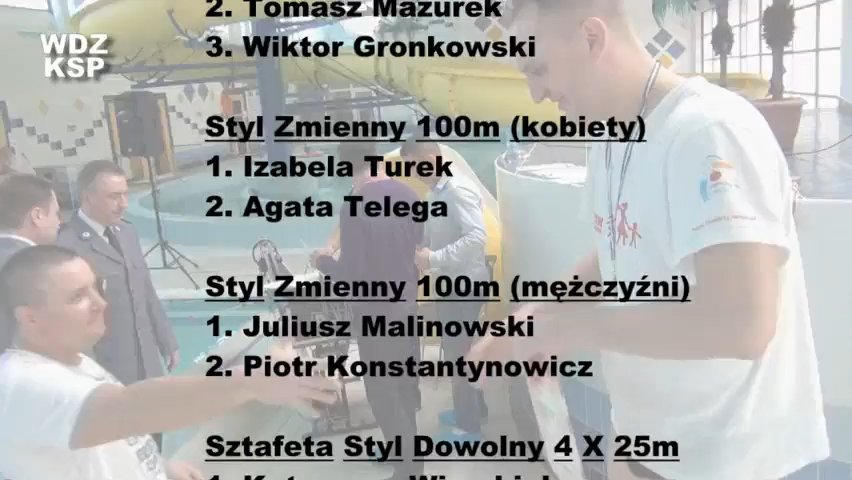 2. Tomasz Mazurek
WDZ
KSP
3. Wiktor Gronkowski
Styl Zmienny 100m (kobiety)
1. Izabela Turek
2. Agata Telega
Styl Zmienny 100m (mężczyźni)
1. Juliusz Malinowski
2. Piotr Konstantynowicz
Sztafeta Styl Dowolny 4 X 25m